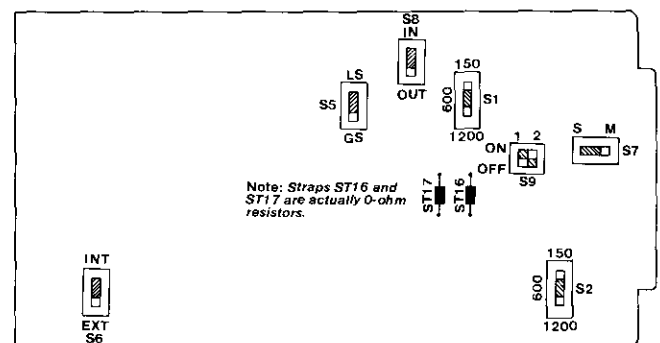 S8
IN
OUT
LS
S5
GS
150
600
S1
1200
1 2
ON
OFF
S9
S M
S7
Note: Straps ST16 and
ST17 are actually 0-ohm
resistors.
ST17
ST16
INT
EXT
S6
150
600
S2
1200